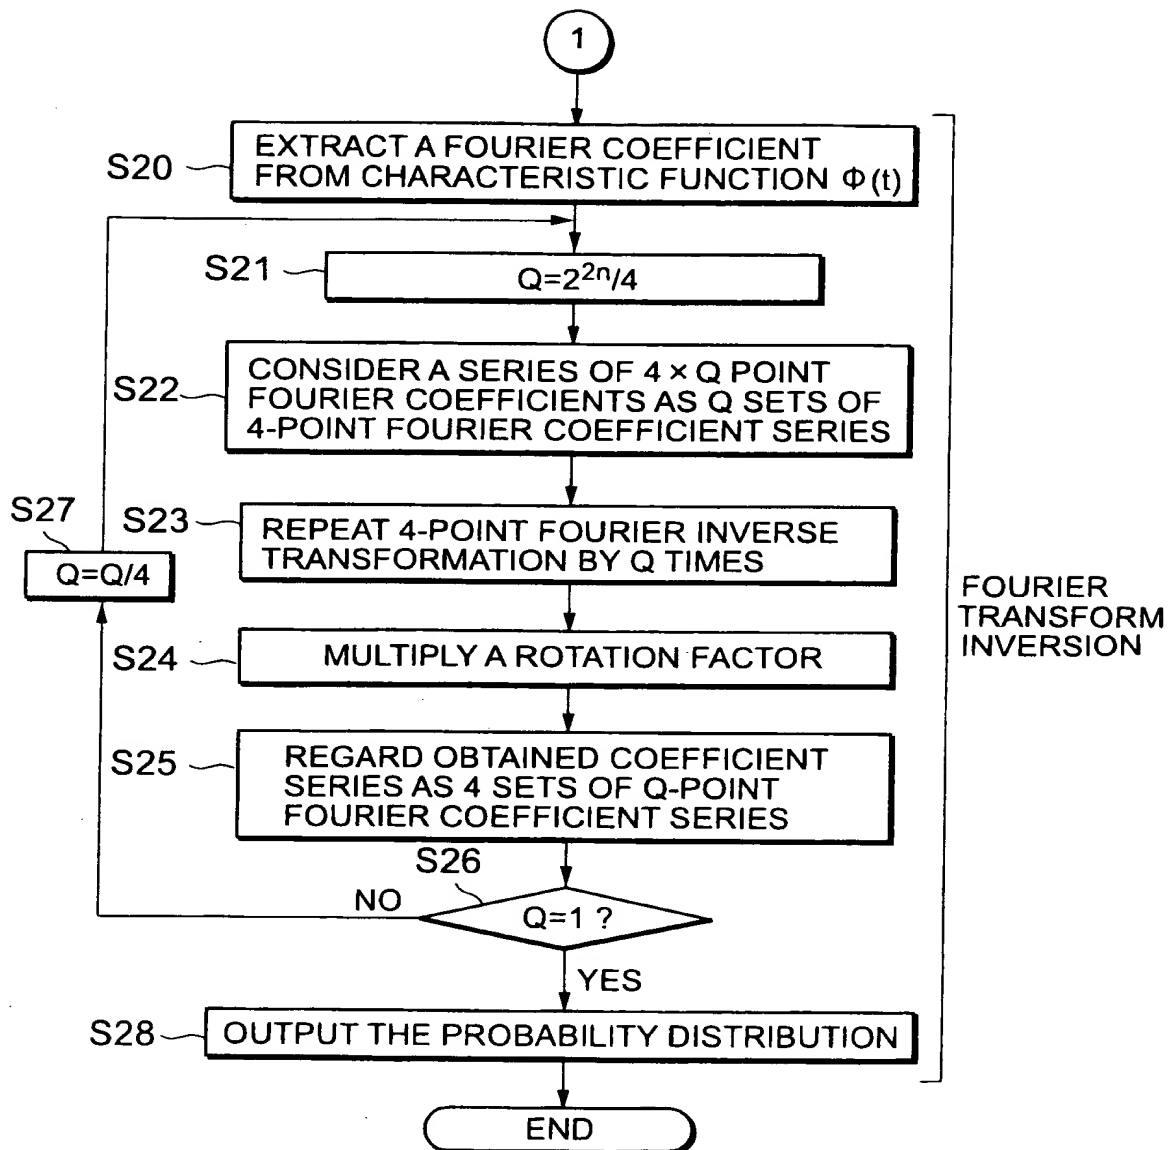 1
S20
EXTRACT A FOURIER COEFFICIENT
FROM CHARACTERISTIC FUNCTION Φ(t)
S21
Q=2^{2n}/4
S22
CONSIDER A SERIES OF 4 × Q POINT
FOURIER COEFFICIENTS AS Q SETS OF
4-POINT FOURIER COEFFICIENT SERIES
S27
Q=Q/4
S23
REPEAT 4-POINT FOURIER INVERSE
TRANSFORMATION BY Q TIMES
FOURIER
TRANSFORM
INVERSION
S24
MULTIPLY A ROTATION FACTOR
S25
REGARD OBTAINED COEFFICIENT
SERIES AS 4 SETS OF Q-POINT
FOURIER COEFFICIENT SERIES
S26
NO
Q=1 ?
YES
S28
OUTPUT THE PROBABILITY DISTRIBUTION
END